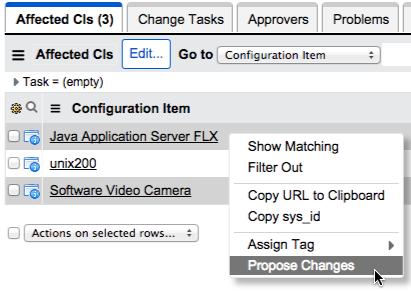 Affected CIs (3)
Change Tasks
Approvers
Problems
Affected CIs
Edit...
Go to
Configuration Item
Task = (empty)
Configuration Item
Java Application Server FLX
unix200
Software Video Camera
Actions on selected rows...
Show Matching
Filter Out
Copy URL to Clipboard
Copy sys_id
Assign Tag
Propose Changes